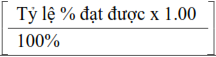 Tỷ lệ % đạt được x 1.00
100%